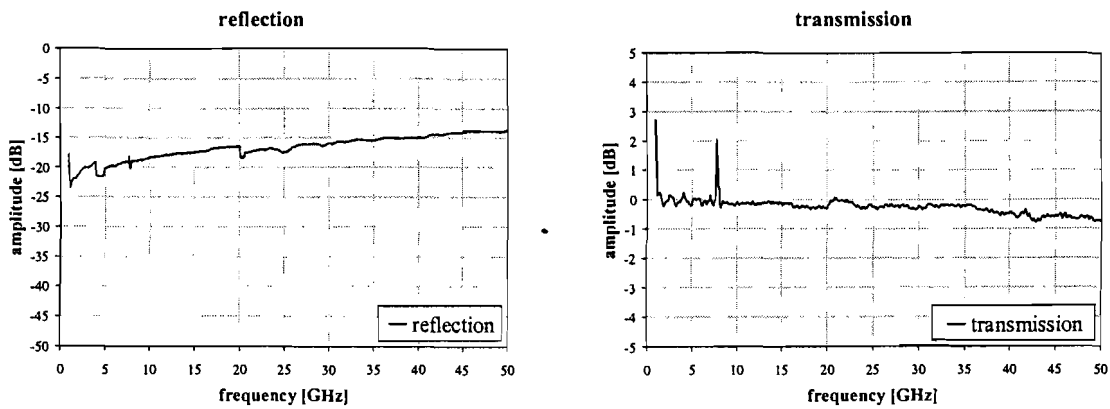 reflection
0
-5
-10
-15
-20
-25
-30
-35
-40
-45
-50
amplitude [dB]
reflection
0 5 10 15 20 25 30 35 40 45 50
frequency [GHz]
transmission
5
4
3
2
1
0
-1
-2
-3
-4
-5
amplitude [dB]
transmission
0 5 10 15 20 25 30 35 40 45 50
frequency [GHz]